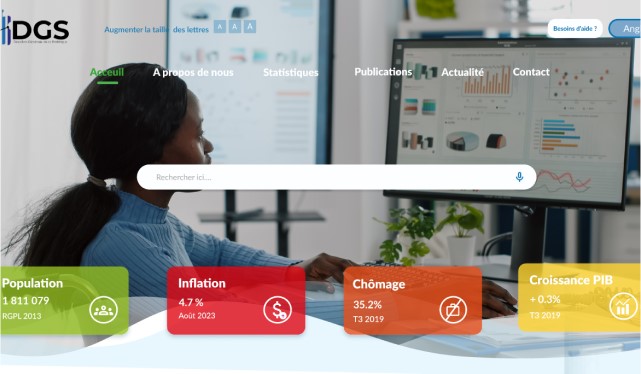 DGS
Augmenter la taille des lettres A A A
Besoins d'aide ?
Ang
Acceuil
A propos de nous
Statistiques
Publications
Actualité
Contact
Rechercher ici....
Population
1 811 079
RGPL 2013
Inflation
4.7 %
Août 2023
Chômage
35.2%
T3 2019
Croissance PIB
+ 0.3%
T3 2019